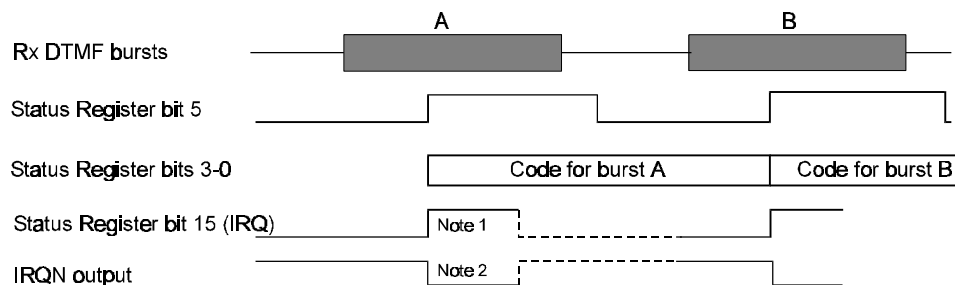 A B
Rx DTMF bursts
Status Register bit 5
Status Register bits 3-0 Code for burst A Code for burst B
Status Register bit 15 (IRQ) Note 1
IRQN output Note 2